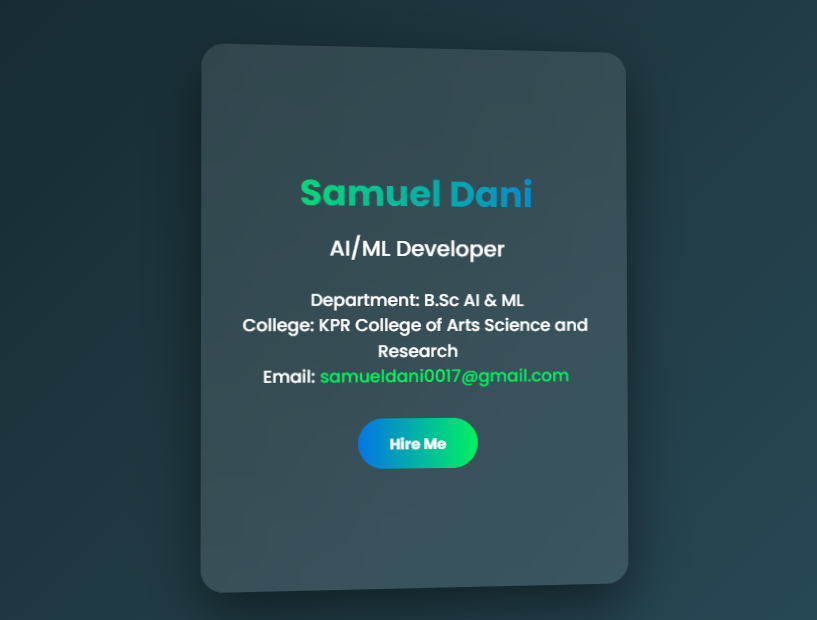 Samuel Dani
AI/ML Developer
Department: B.Sc AI & ML
College: KPR College of Arts Science and
Research
Email: samueldani0017@gmail.com
Hire Me